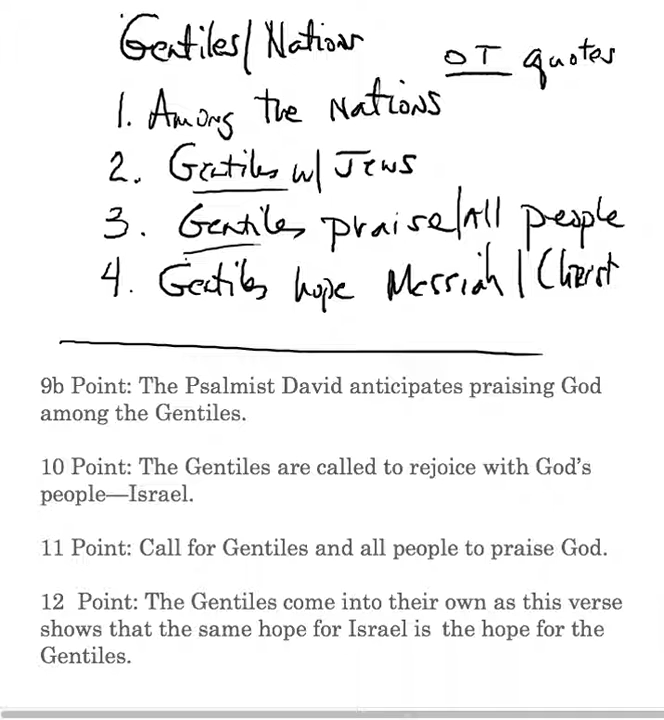 Gentiles/Nations
OT quotes
1. Among the Nations
2. Gentiles w/ Jews
3. Gentiles praise/All people
4. Gentiles hope Messiah/Christ
9b Point: The Psalmist David anticipates praising God
among the Gentiles.
10 Point: The Gentiles are called to rejoice with God’s
people—Israel.
11 Point: Call for Gentiles and all people to praise God.
12 Point: The Gentiles come into their own as this verse
shows that the same hope for Israel is the hope for the
Gentiles.